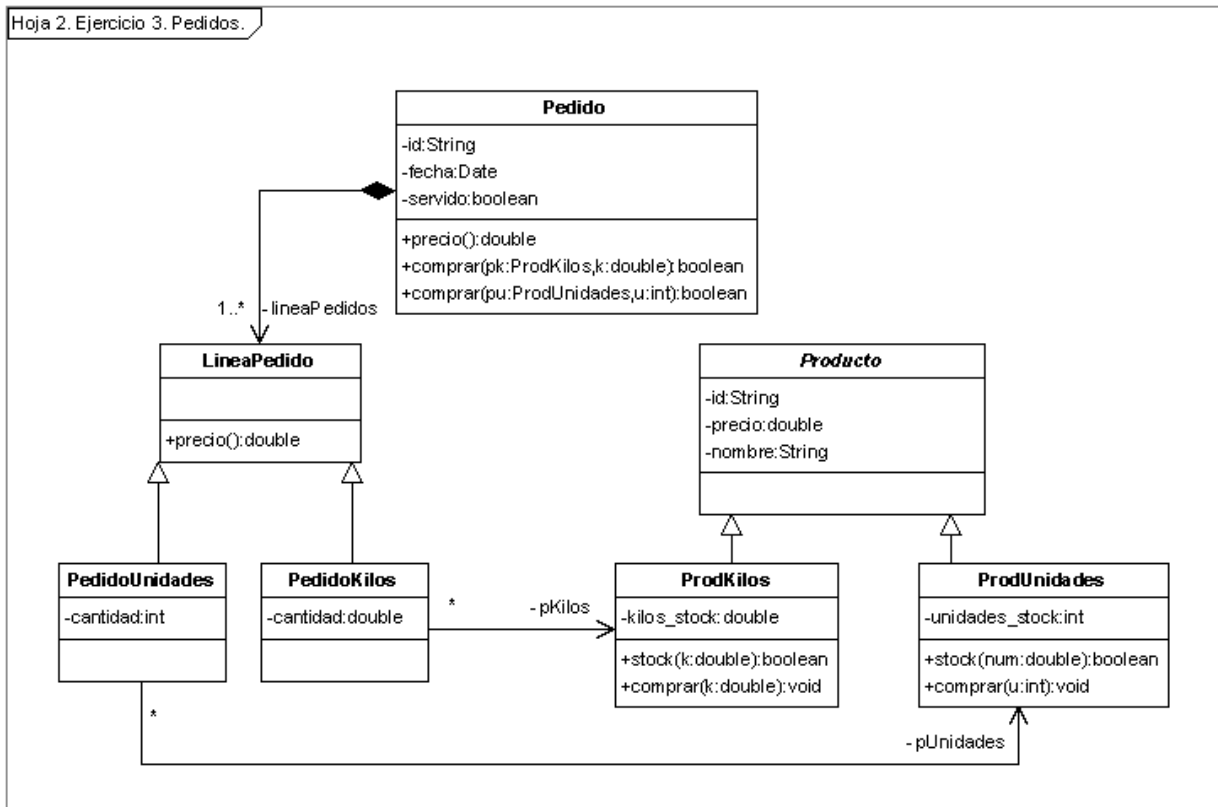 Hoja 2. Ejercicio 3. Pedidos.
Pedido
-id:String
-fecha:Date
-servido:boolean
+precio():double
+comprar(pk:ProdKilos,k:double):boolean
+comprar(pu:ProdUnidades,u:int):boolean
1..* -lineaPedidos
LineaPedido
+precio():double
Producto
-id:String
-precio:double
-nombre:String
PedidoUnidades
-cantidad:int
PedidoKilos
-cantidad:double
* -pKilos
ProdKilos
-kilos_stock:double
+stock(k:double):boolean
+comprar(k:double):void
ProdUnidades
-unidades_stock:int
+stock(num:double):boolean
+comprar(u:int):void
* -pUnidades